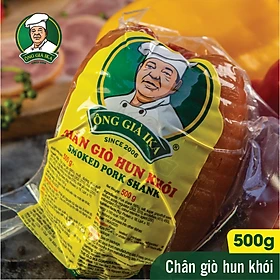 ÔNG GIÀ IKA
®
ÔNG GIÀ IKA
®
SINCE 2006
CHÂN GIÒ HUN KHÓI
SMOKED PORK SHANK
500 g
500g
Chân giò hun khói